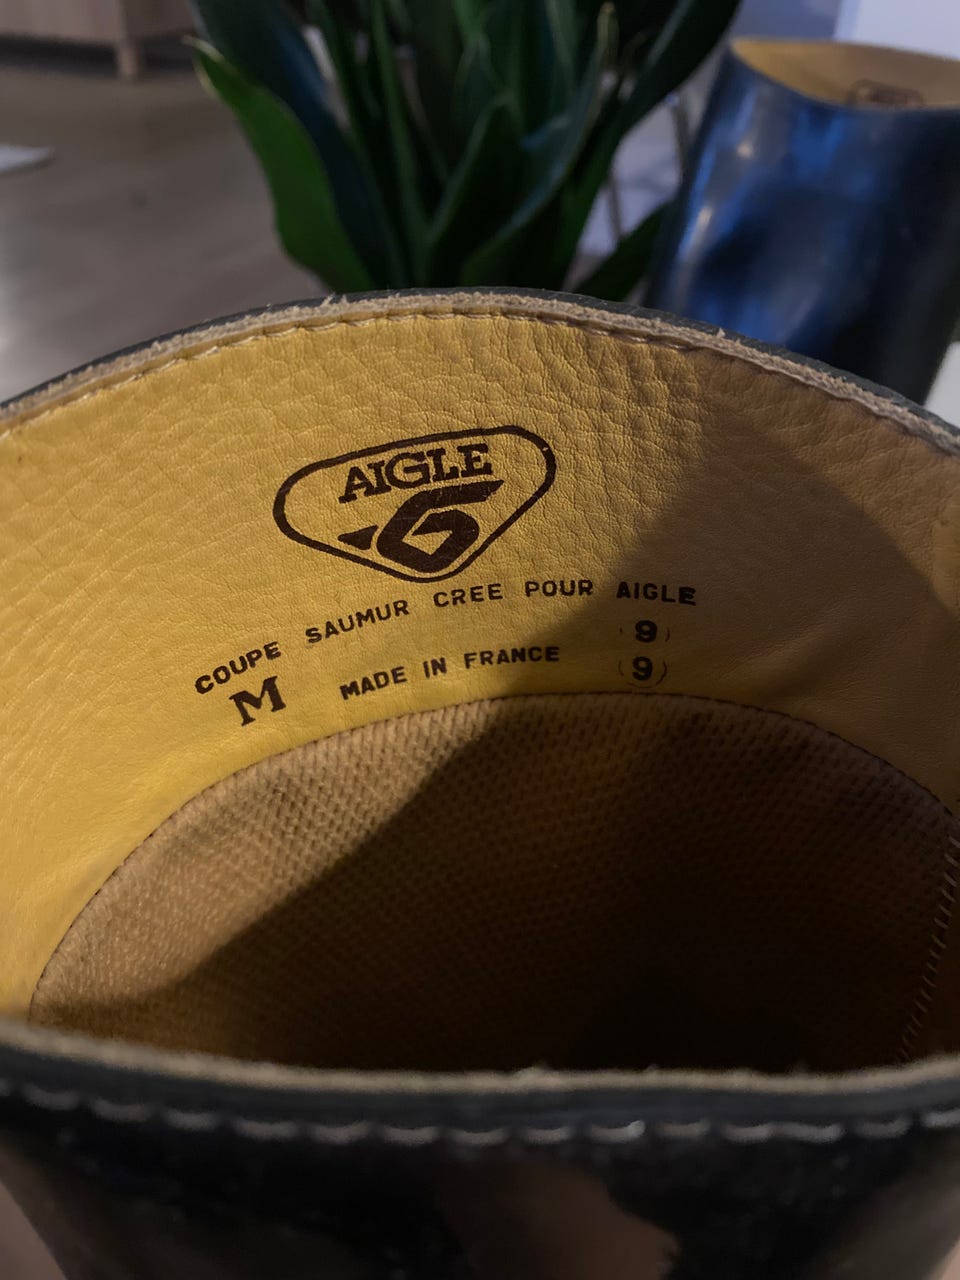 AIGLE
G
COUPE SAUMUR CREE POUR AIGLE
M MADE IN FRANCE 9
(9)